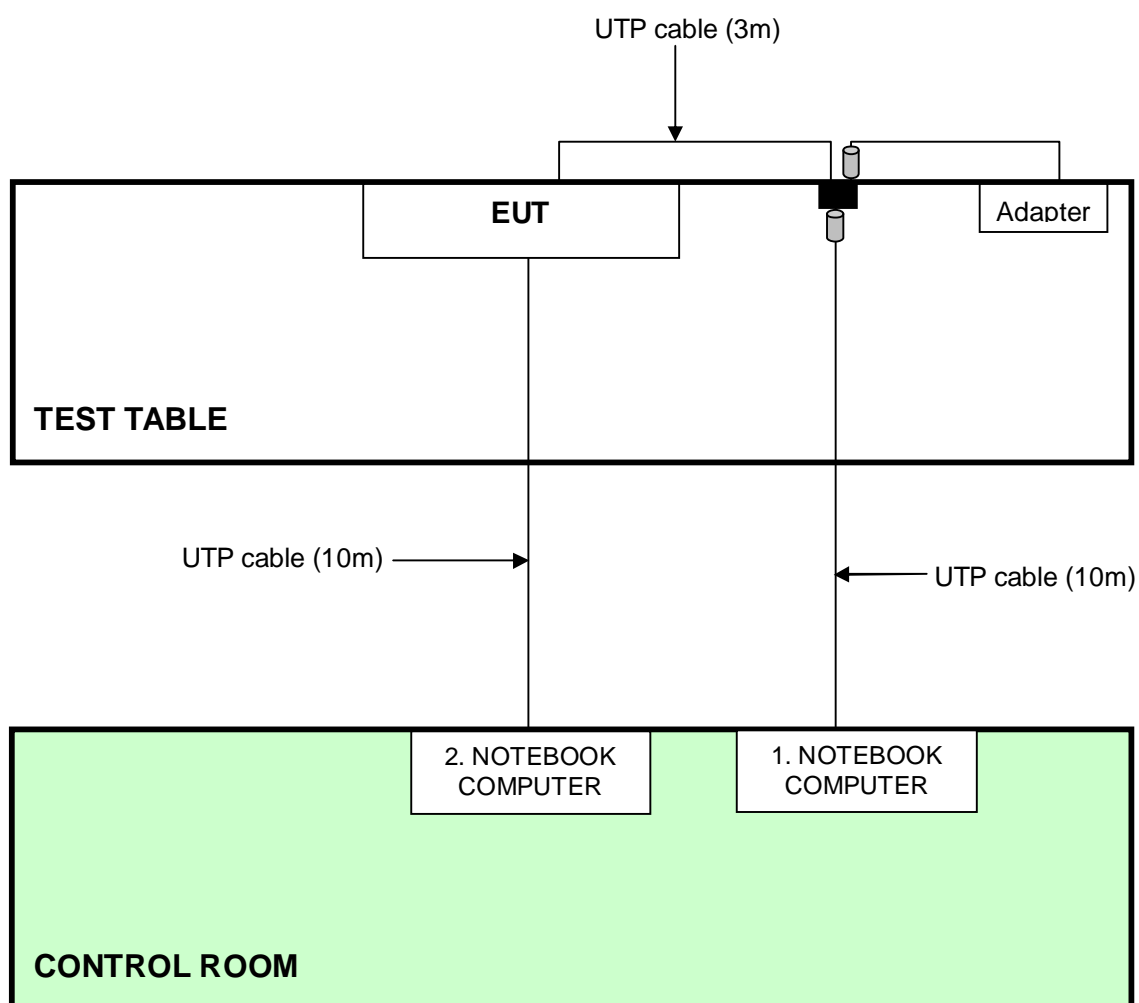 UTP cable (3m)
EUT
Adapter
TEST TABLE
UTP cable (10m)
UTP cable (10m)
2. NOTEBOOK
COMPUTER
1. NOTEBOOK
COMPUTER
CONTROL ROOM